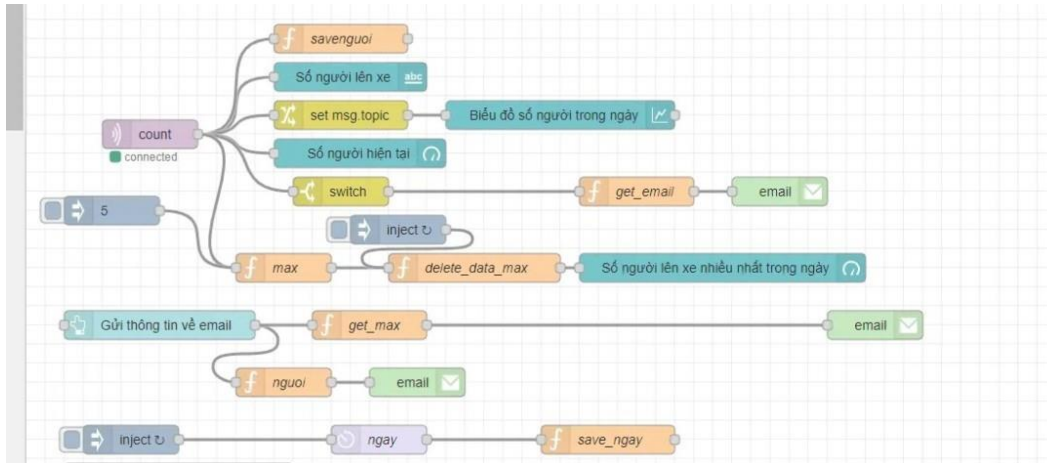 savenguoi
Số người lên xe abc
set msg.topic Biểu đồ số người trong ngày
count
connected
Số người hiện tại
switch get_email email
5
inject ↻
max delete_data_max Số người lên xe nhiều nhất trong ngày
Gửi thông tin về email get_max email
nguoi email
inject ↻ ngay save_ngay